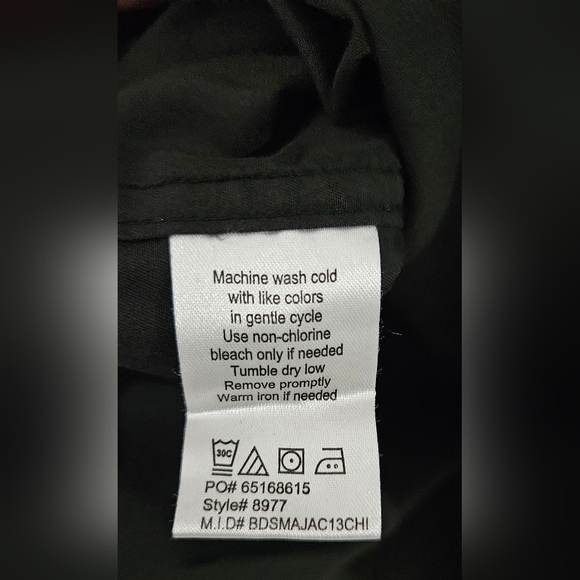 Machine wash cold
with like colors
in gentle cycle
Use non-chlorine
bleach only if needed
Tumble dry low
Remove promptly
Warm iron if needed
30C
PO# 65168615
Style# 8977
M.I.D# BDSMAJAC13CHI